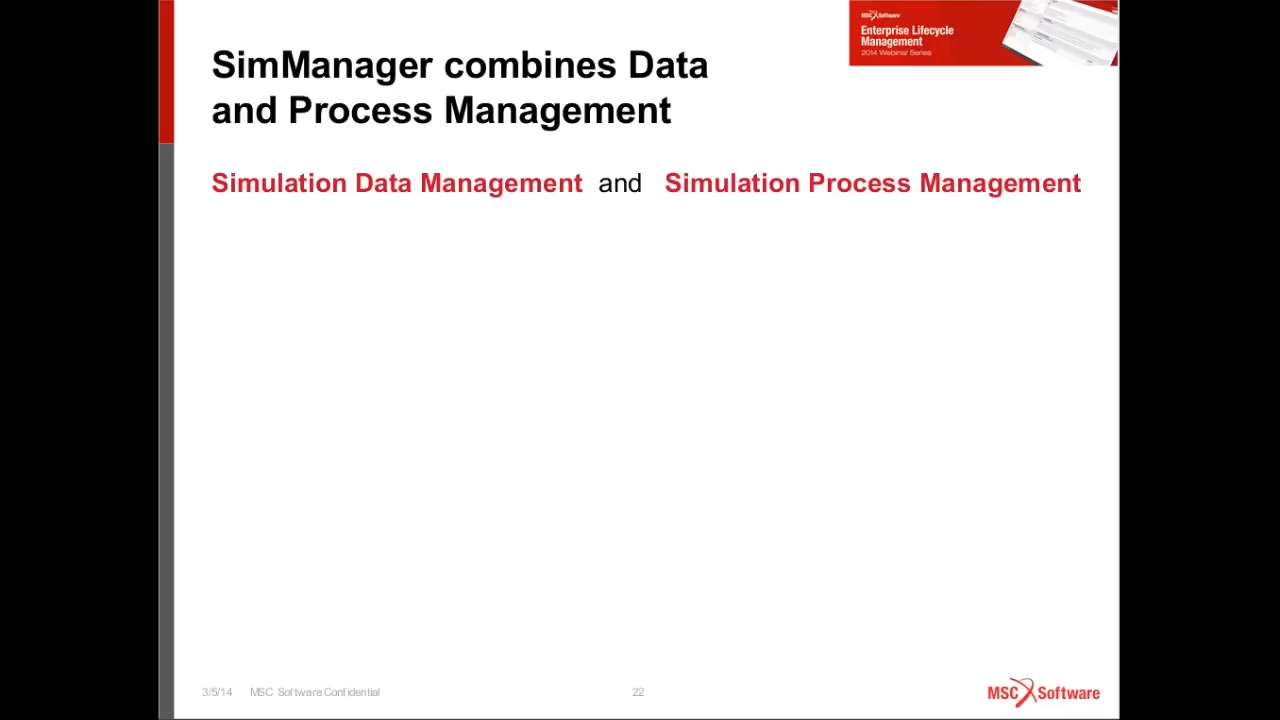 MSC Software
Enterprise Lifecycle
Management
2014 Webinar Series
SimManager combines Data
and Process Management
Simulation Data Management and Simulation Process Management
3/5/14 MSC Software Confidential 22
MSC Software